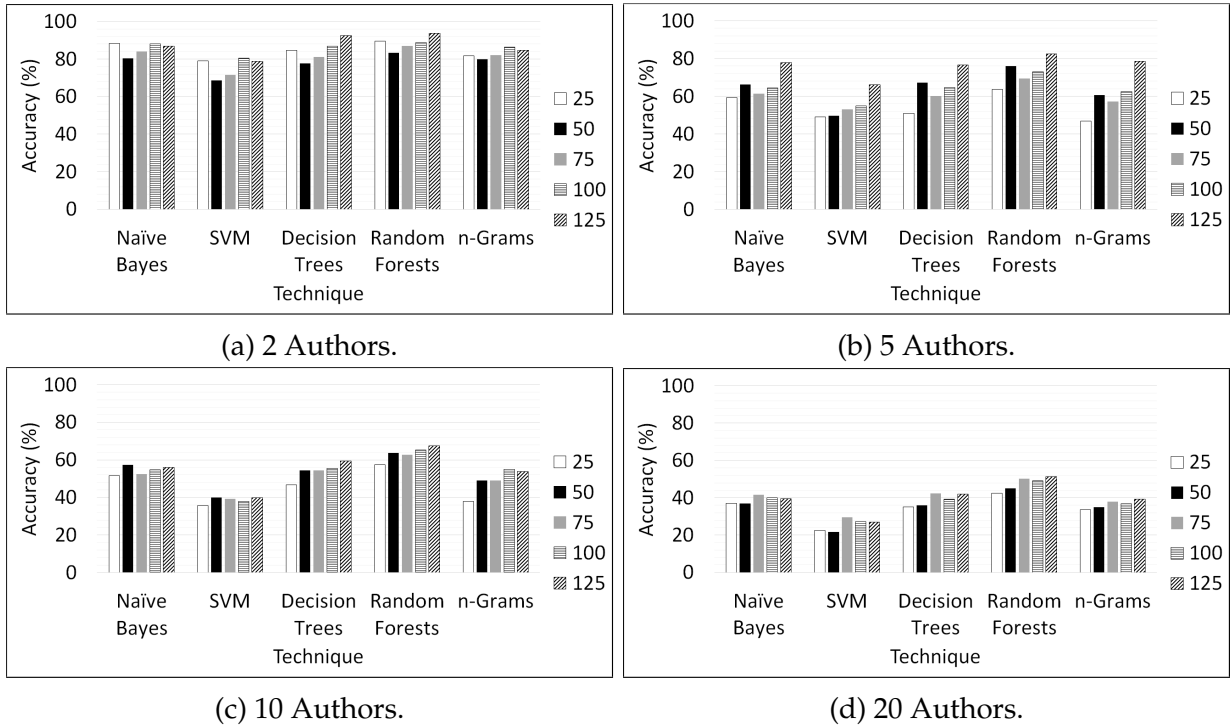 100
80
60
40
20
0
Accuracy (%)
Naïve Bayes
SVM
Decision Trees
Random Forests
n-Grams
Technique
25
50
75
100
125
(a) 2 Authors.
100
80
60
40
20
0
Accuracy (%)
Naïve Bayes
SVM
Decision Trees
Random Forests
n-Grams
Technique
25
50
75
100
125
(b) 5 Authors.
100
80
60
40
20
0
Accuracy (%)
Naïve Bayes
SVM
Decision Trees
Random Forests
n-Grams
Technique
25
50
75
100
125
(c) 10 Authors.
100
80
60
40
20
0
Accuracy (%)
Naïve Bayes
SVM
Decision Trees
Random Forests
n-Grams
Technique
25
50
75
100
125
(d) 20 Authors.